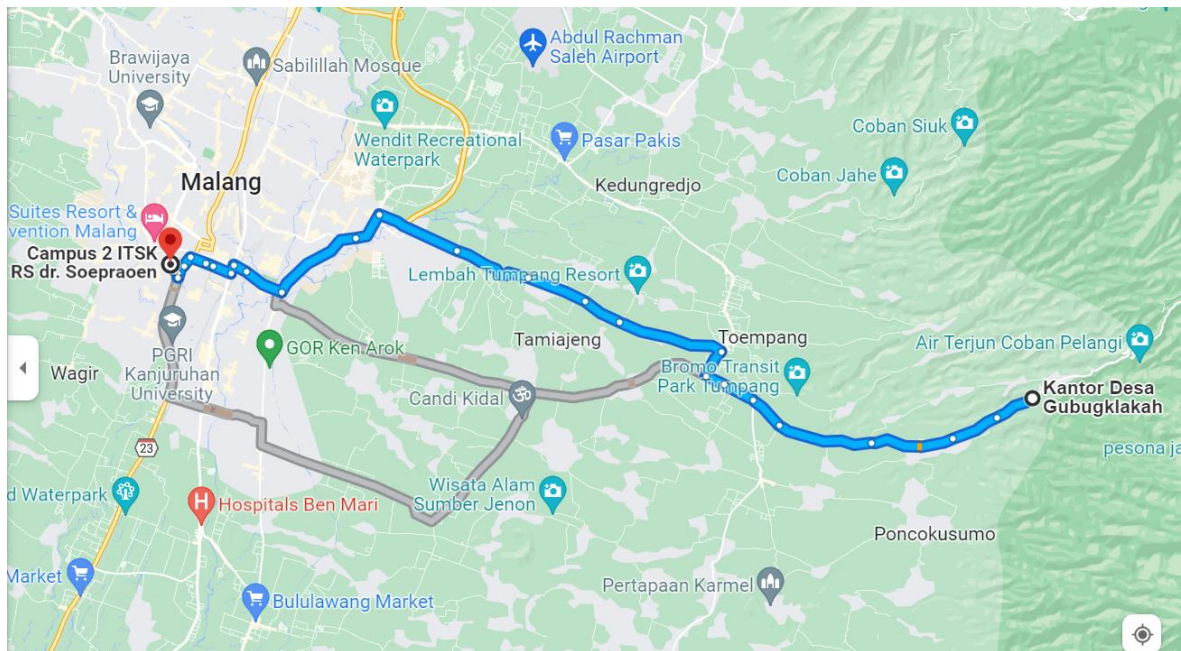 Abdul Rachman
Saleh Airport
Brawijaya
University
Sabilillah Mosque
Wendit Recreational
Waterpark
Pasar Pakis
Coban Siuk
Coban Jahe
Kedungredjo
Malang
Suites Resort &
vention Malang
Campus 2 ITSK
RS dr. Soepraoen
Lembah Tumpang Resort
Toempang
Tamiajeng
Air Terjun Coban Pelangi
GOR Ken Arok
PGRI
Kanjuruhan
University
Wagir
Bromo Transit
Park Tumpang
Candi Kidal
Kantor Desa
Gubugklakah
23
pesona ja
d Waterpark
Hospitals Ben Mari
Wisata Alam
Sumber Jenon
Poncokusumo
Market
Bululawang Market
Pertapaan Karmel